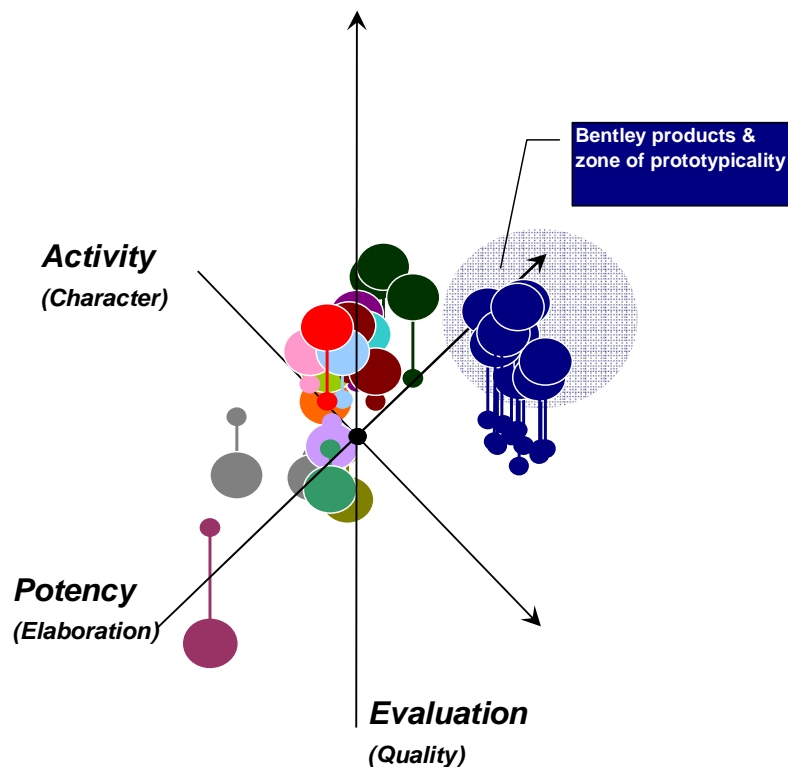 Bentley products &
zone of prototypicality
Activity
(Character)
Potency
(Elaboration)
Evaluation
(Quality)